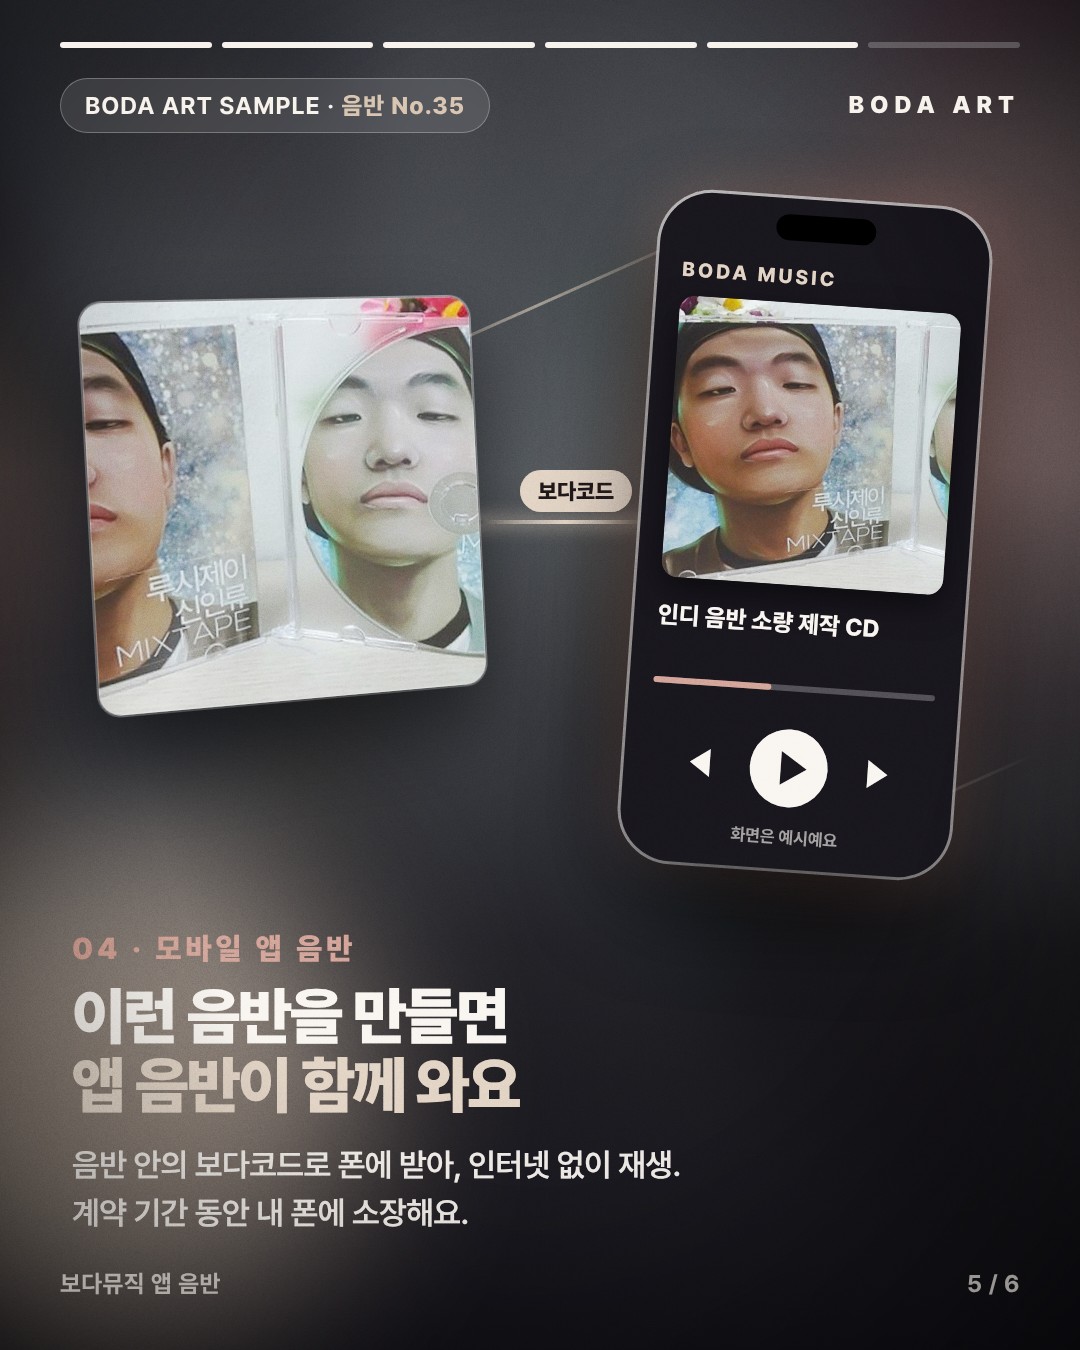 BODA ART SAMPLE · 음반 No.35
BODA ART
BODA MUSIC
루시제이
신인류
MIXTAPE
보다코드
루시제이
신인류
MIXTAPE
인디 음반 소량 제작 CD
화면은 예시예요
04 · 모바일 앱 음반
이런 음반을 만들면
앱 음반이 함께 와요
음반 안의 보다코드로 폰에 받아, 인터넷 없이 재생.
계약 기간 동안 내 폰에 소장해요.
보다뮤직 앱 음반
5 / 6